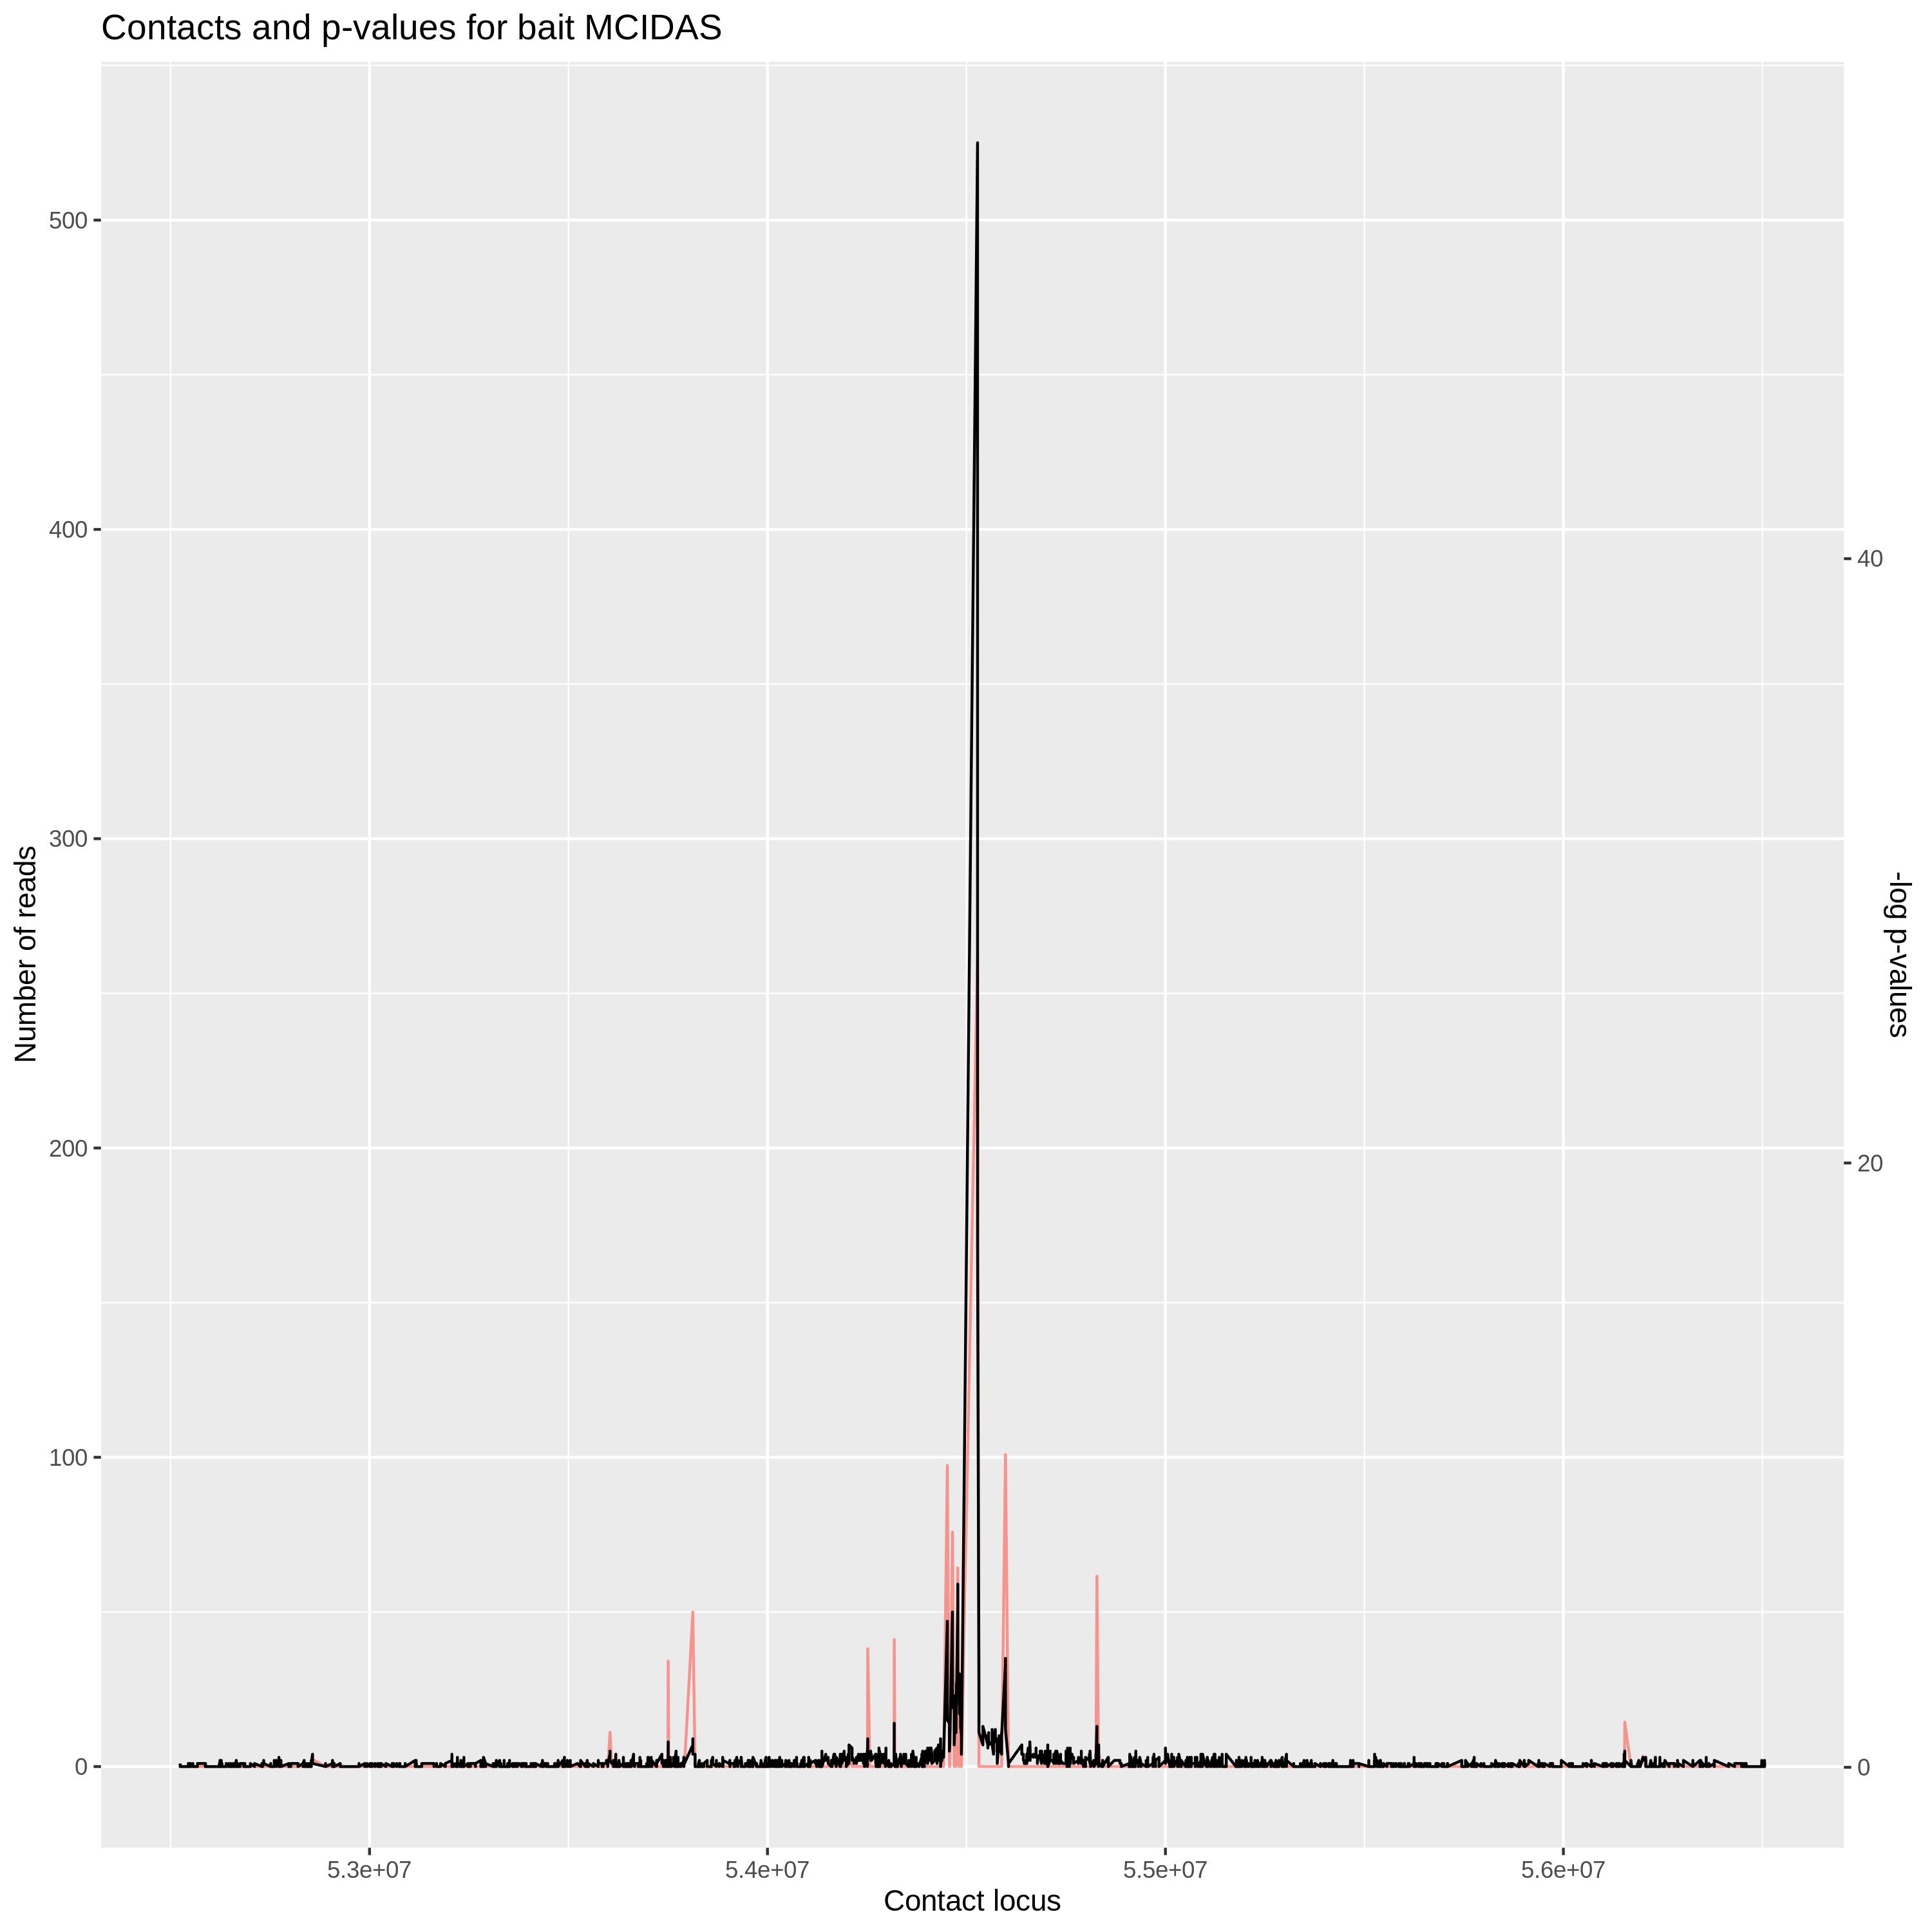 Contacts and p-values for bait MCIDAS
500
400
300
200
100
0
Number of reads
40
20
0
-log p-values
5.3e+07
5.4e+07
5.5e+07
5.6e+07
Contact locus